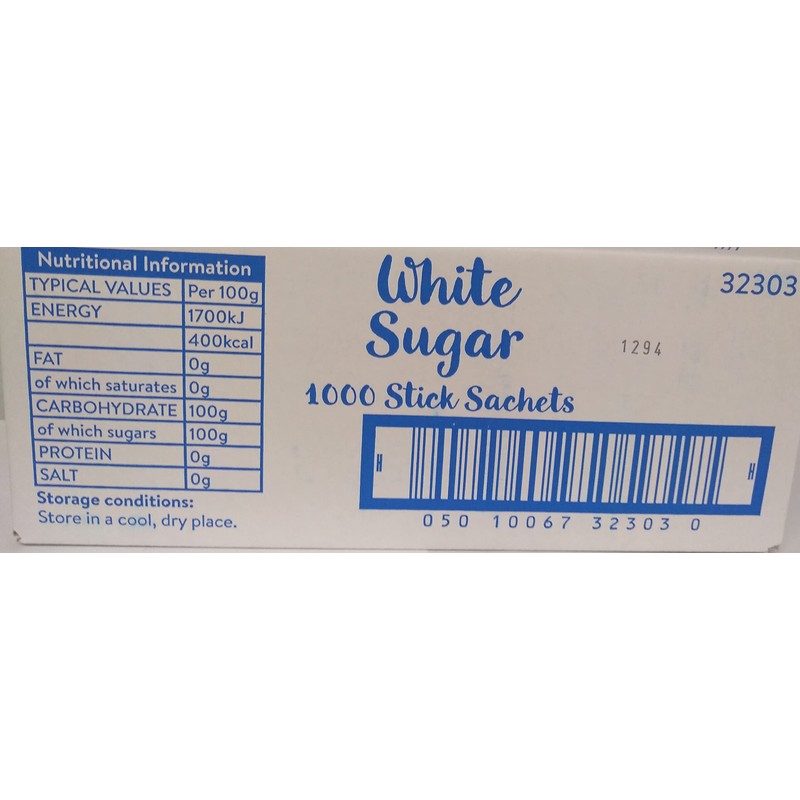 Nutritional Information
TYPICAL VALUES Per 100g
ENERGY 1700kJ
400kcal
FAT 0g
of which saturates 0g
CARBOHYDRATE 100g
of which sugars 100g
PROTEIN 0g
SALT 0g
Storage conditions:
Store in a cool, dry place.
White
Sugar
1000 Stick Sachets
H H
050 10067 32303 0
32303
1294